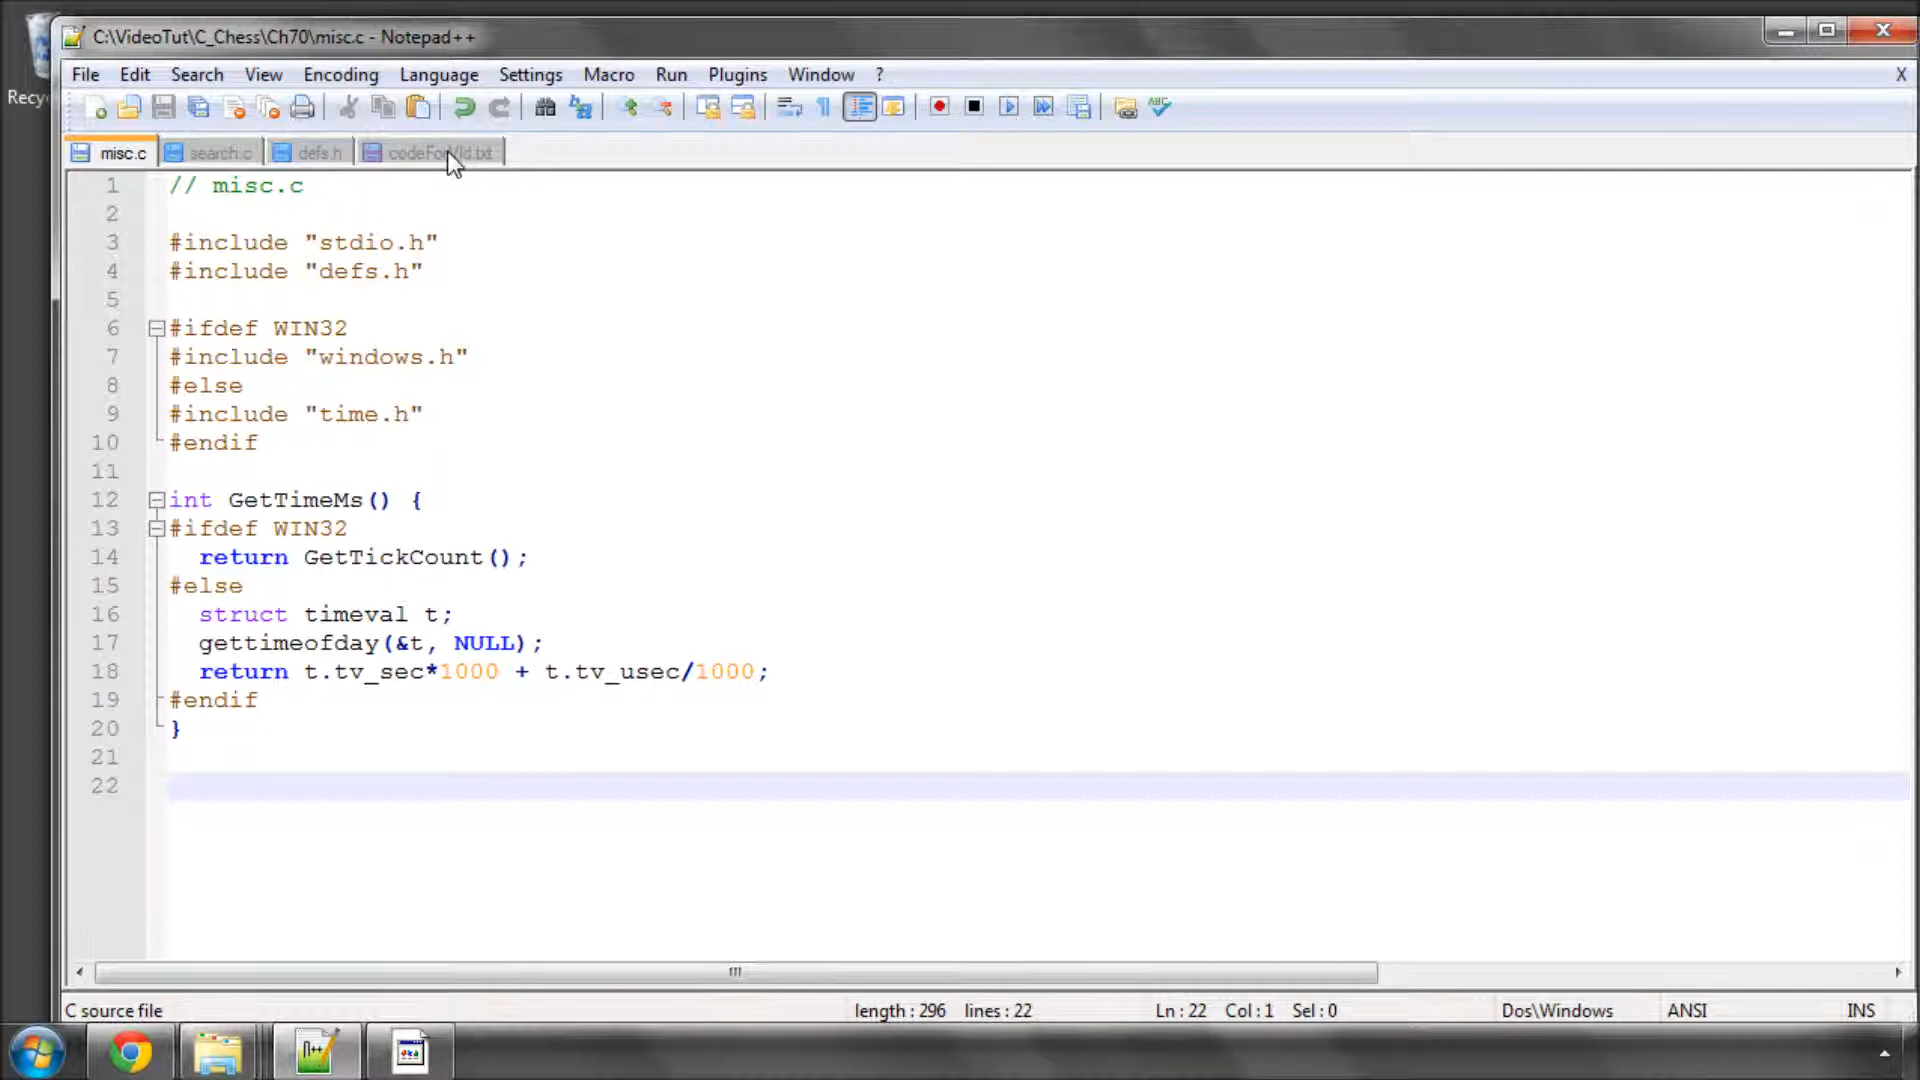 C:\VideoTut\C_Chess\Ch70\misc.c - Notepad++
Recy
File Edit Search View Encoding Language Settings Macro Run Plugins Window ? X
misc.c search.c defs.h codeForVid.txt
1 // misc.c
2
3 #include "stdio.h"
4 #include "defs.h"
5
6 #ifdef WIN32
7 #include "windows.h"
8 #else
9 #include "time.h"
10 #endif
11
12 int GetTimeMs() {
13 #ifdef WIN32
14 return GetTickCount();
15 #else
16 struct timeval t;
17 gettimeofday(&t, NULL);
18 return t.tv_sec*1000 + t.tv_usec/1000;
19 #endif
20 }
21
22
C source file length : 296 lines : 22 Ln : 22 Col : 1 Sel : 0 Dos\Windows ANSI INS